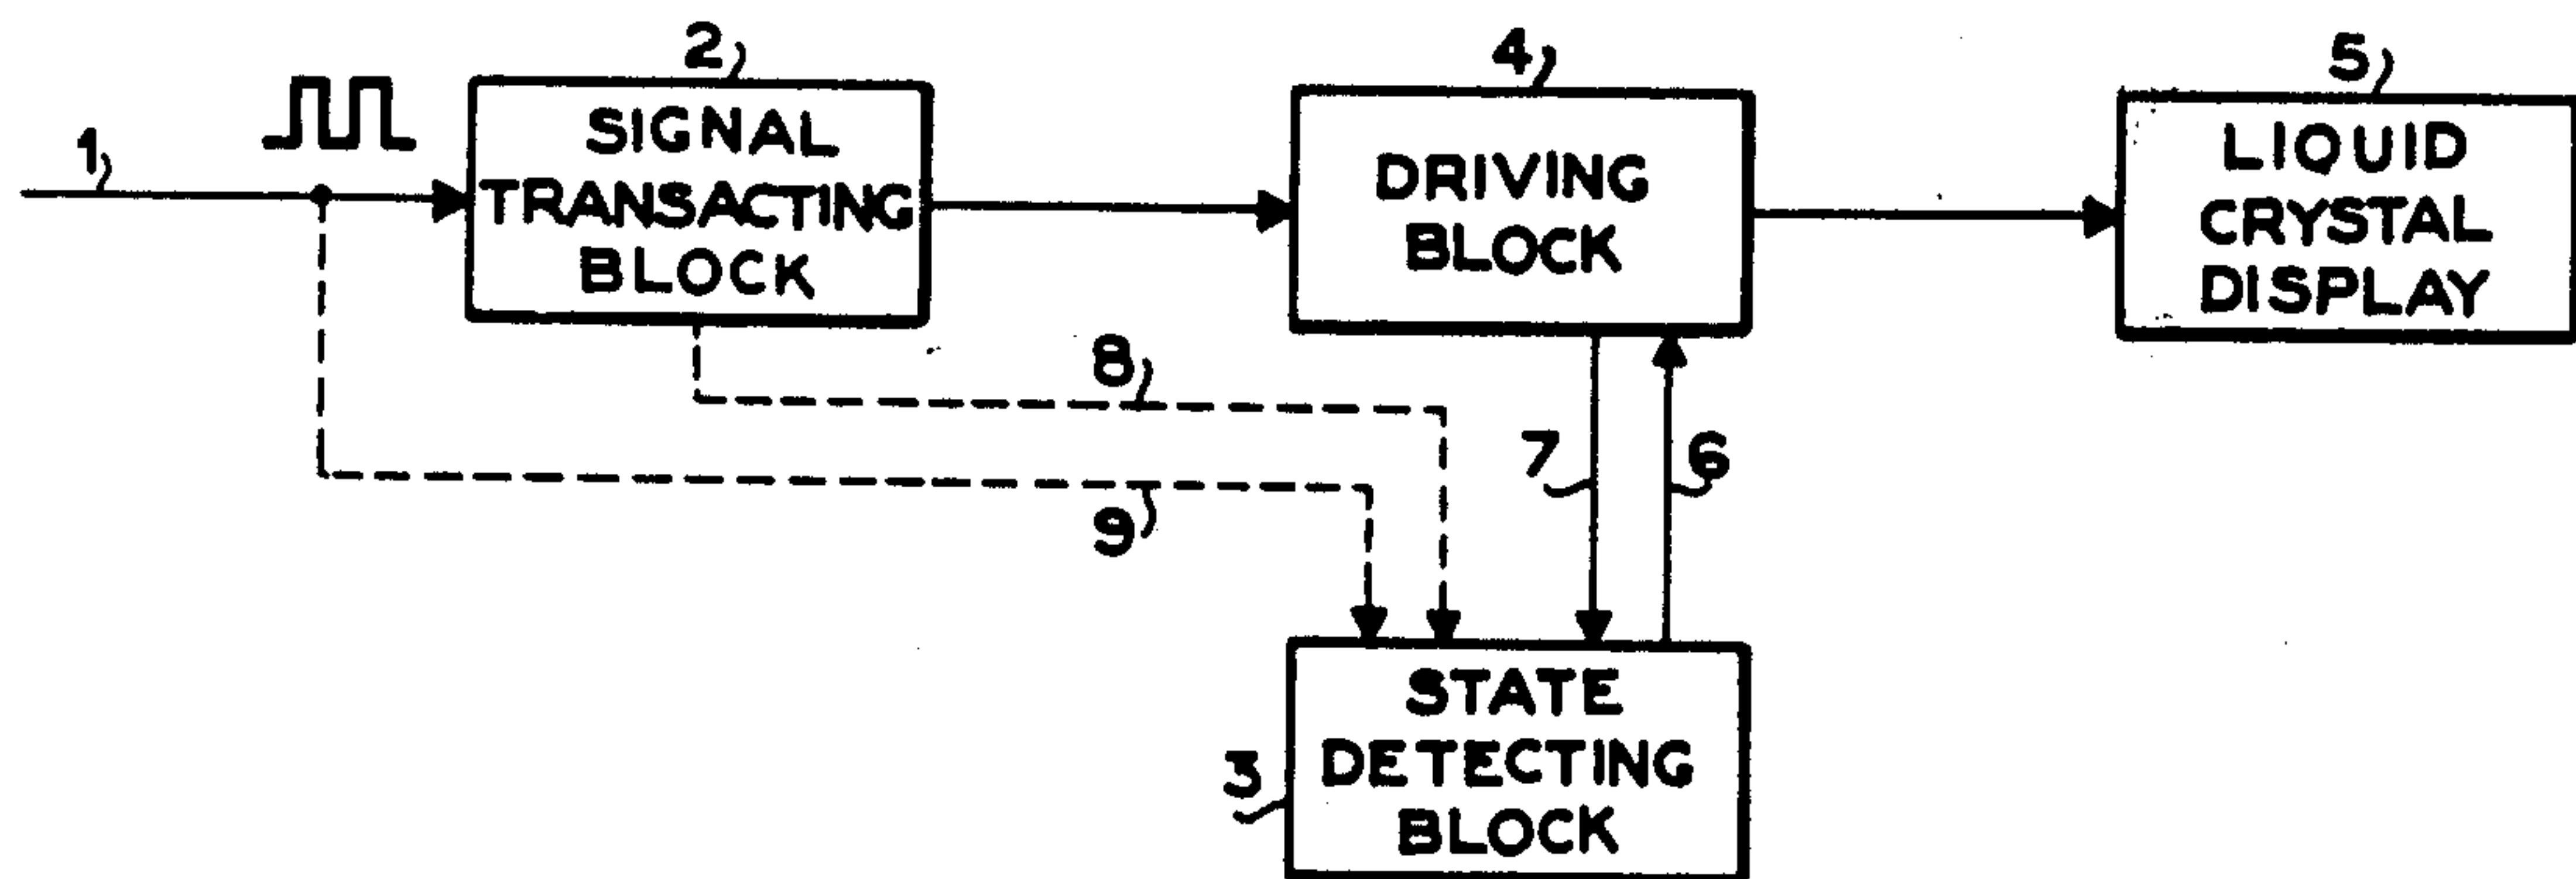 2
4
5
1
SIGNAL
TRANSACTING
BLOCK
DRIVING
BLOCK
LIQUID
CRYSTAL
DISPLAY
8
7
6
9
3
STATE
DETECTING
BLOCK